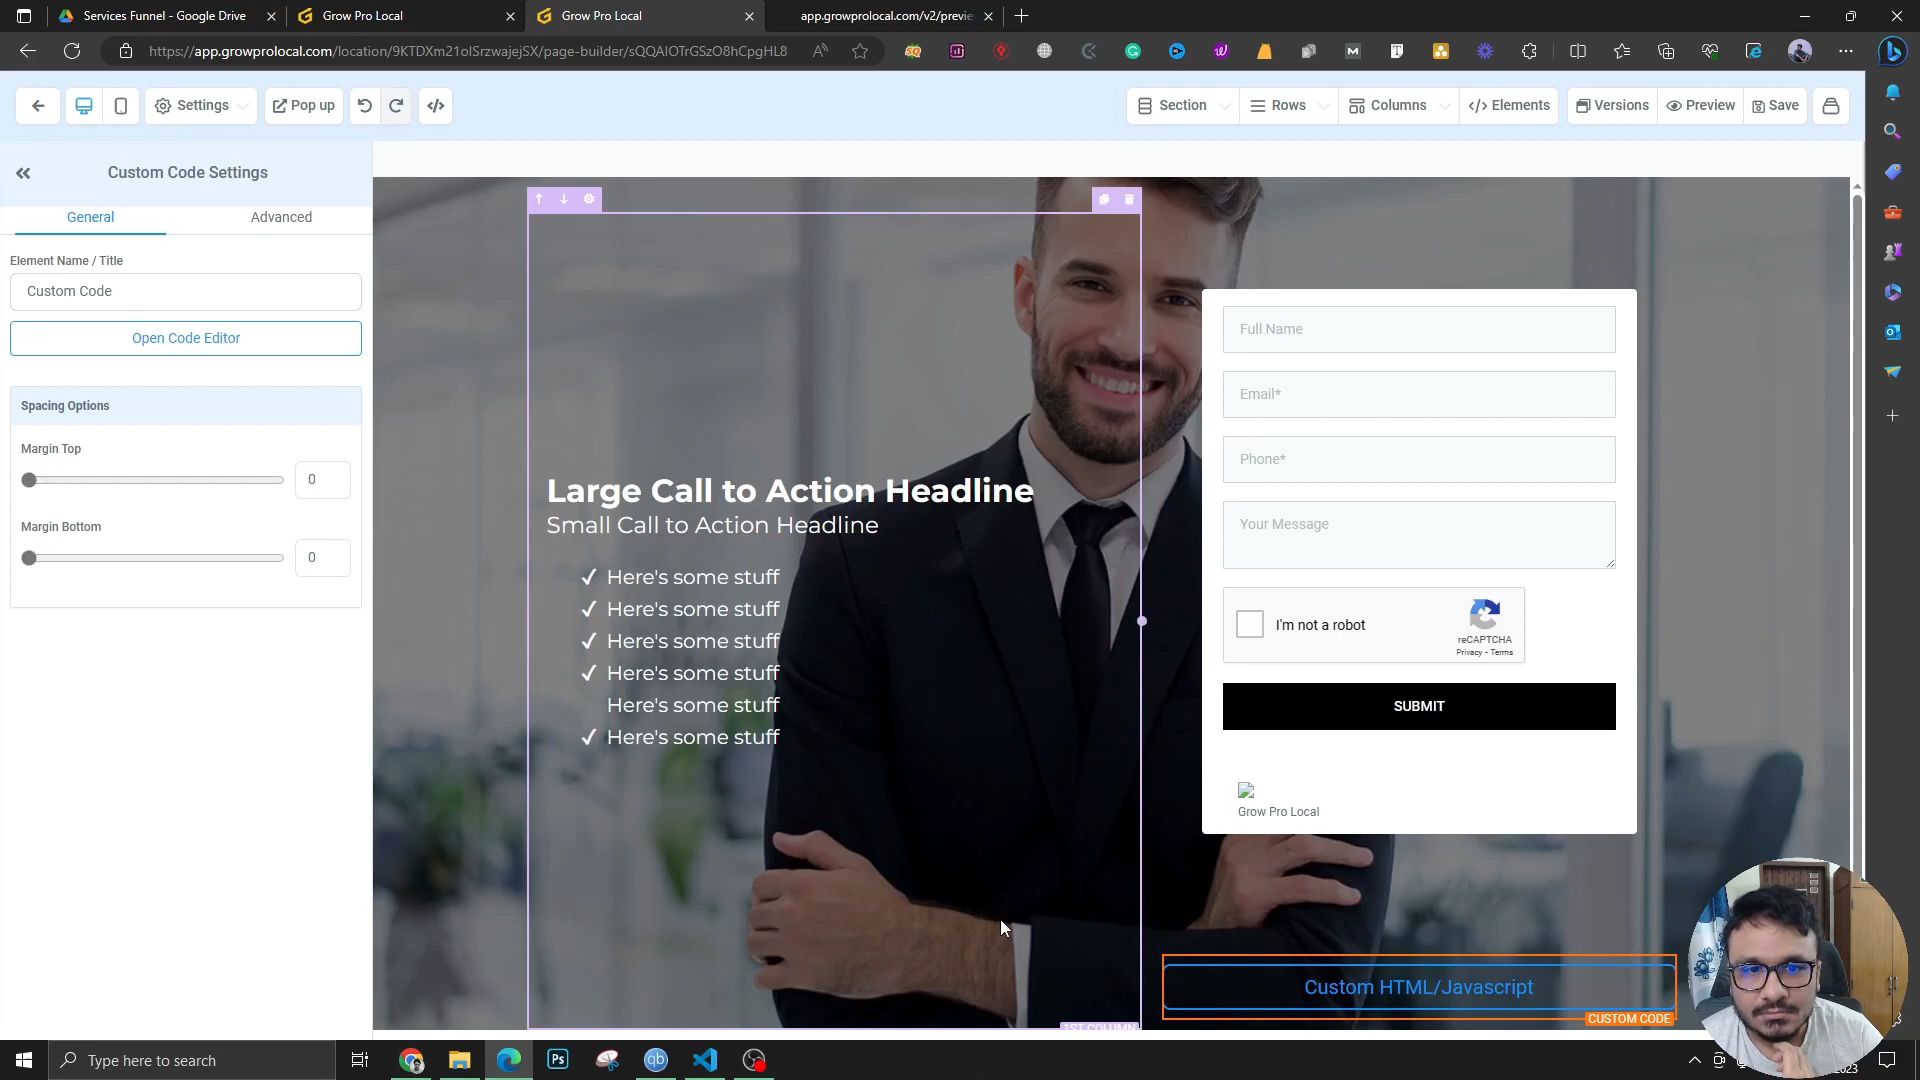 Services Funnel - Google Drive
Grow Pro Local
Grow Pro Local
app.growprolocal.com/v2/previe
https://app.growprolocal.com/location/9KTDXm21olSrzwajejSX/page-builder/sQQAIOTrGSzO8hCpgHL8
Settings
Pop up
Section
Rows
Columns
Elements
Versions
Preview
Save
Custom Code Settings
General
Advanced
Element Name / Title
Custom Code
Open Code Editor
Spacing Options
Margin Top
0
Margin Bottom
0
Large Call to Action Headline
Small Call to Action Headline
✓ Here's some stuff
✓ Here's some stuff
✓ Here's some stuff
✓ Here's some stuff
Here's some stuff
✓ Here's some stuff
1ST COLUMN
Full Name
Email*
Phone*
Your Message
I'm not a robot
reCAPTCHA
Privacy - Terms
SUBMIT
Grow Pro Local
Custom HTML/Javascript
CUSTOM CODE
Type here to search
Ps
qb
2023